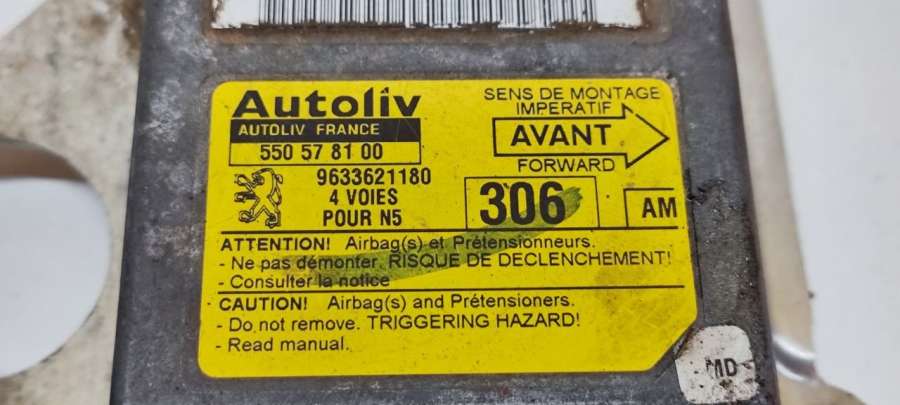 Autoliv
AUTOLIV FRANCE
550 57 81 00
9633621180
4 VOIES
POUR N5
SENS DE MONTAGE
IMPERATIF
AVANT
FORWARD
306
AM
ATTENTION! Airbag(s) et Prétensionneurs.
- Ne pas démonter. RISQUE DE DECLENCHEMENT!
- Consulter la notice
CAUTION! Airbag(s) and Prétensioners.
- Do not remove. TRIGGERING HAZARD!
- Read manual.
MD